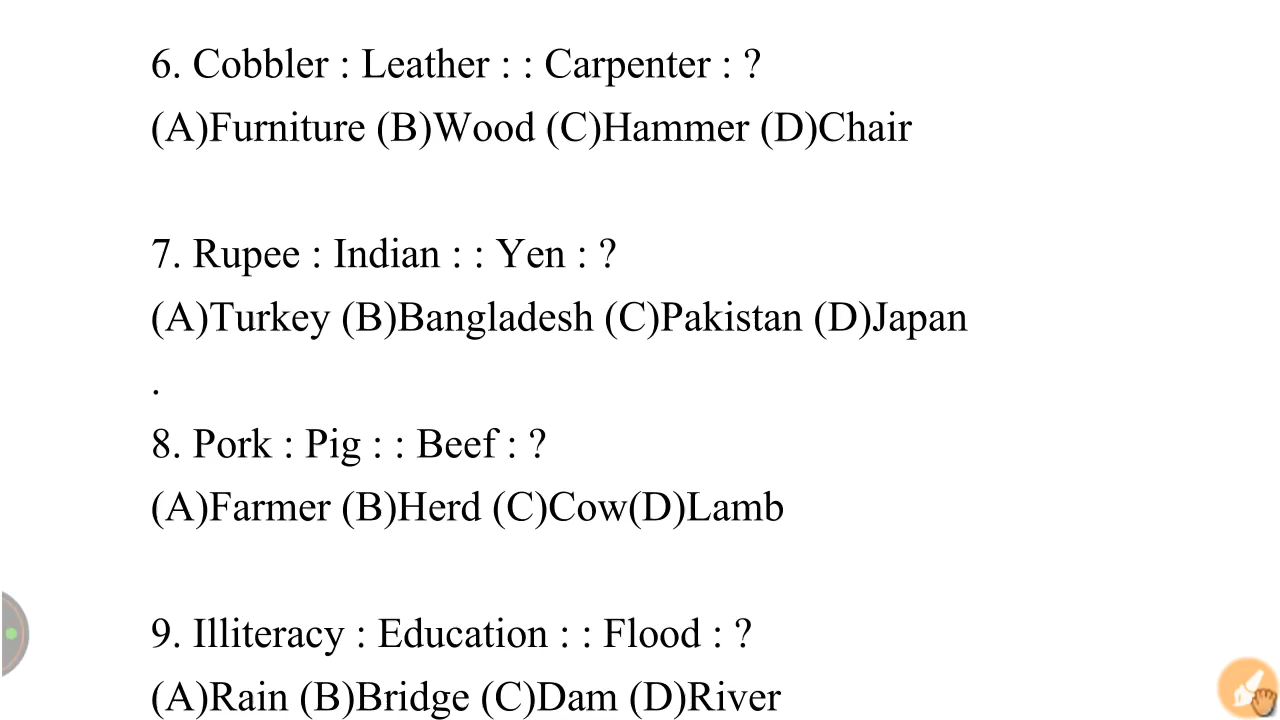 6. Cobbler : Leather : : Carpenter : ?
(A)Furniture (B)Wood (C)Hammer (D)Chair
7. Rupee : Indian : : Yen : ?
(A)Turkey (B)Bangladesh (C)Pakistan (D)Japan
.
8. Pork : Pig : : Beef : ?
(A)Farmer (B)Herd (C)Cow(D)Lamb
9. Illiteracy : Education : : Flood : ?
(A)Rain (B)Bridge (C)Dam (D)River